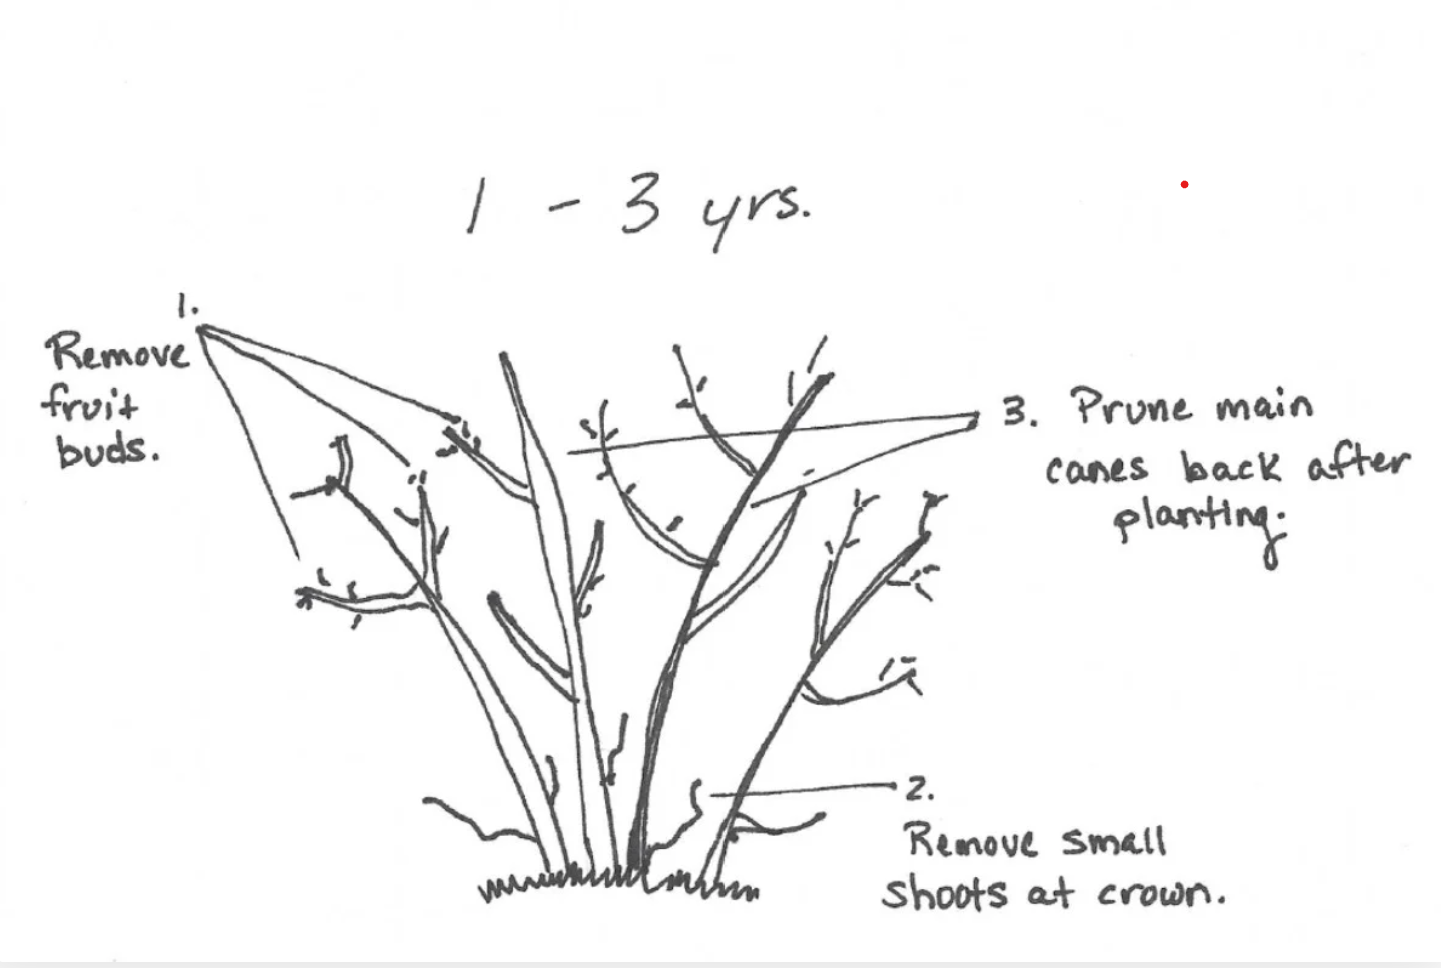 1 - 3 yrs.
1.
Remove
fruit
buds.
3. Prune main
canes back after
planting.
2.
Remove small
shoots at crown.